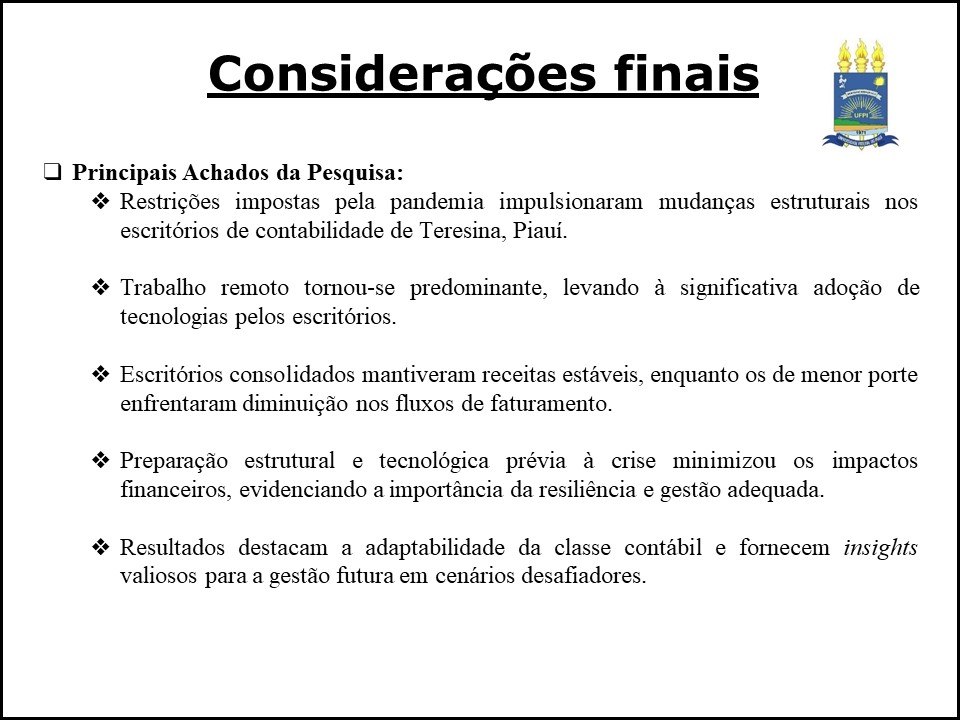 Considerações finais
UFPI
1971
❑ Principais Achados da Pesquisa:
❖ Restrições impostas pela pandemia impulsionaram mudanças estruturais nos
escritórios de contabilidade de Teresina, Piauí.
❖ Trabalho remoto tornou-se predominante, levando à significativa adoção de
tecnologias pelos escritórios.
❖ Escritórios consolidados mantiveram receitas estáveis, enquanto os de menor porte
enfrentaram diminuição nos fluxos de faturamento.
❖ Preparação estrutural e tecnológica prévia à crise minimizou os impactos
financeiros, evidenciando a importância da resiliência e gestão adequada.
❖ Resultados destacam a adaptabilidade da classe contábil e fornecem insights
valiosos para a gestão futura em cenários desafiadores.